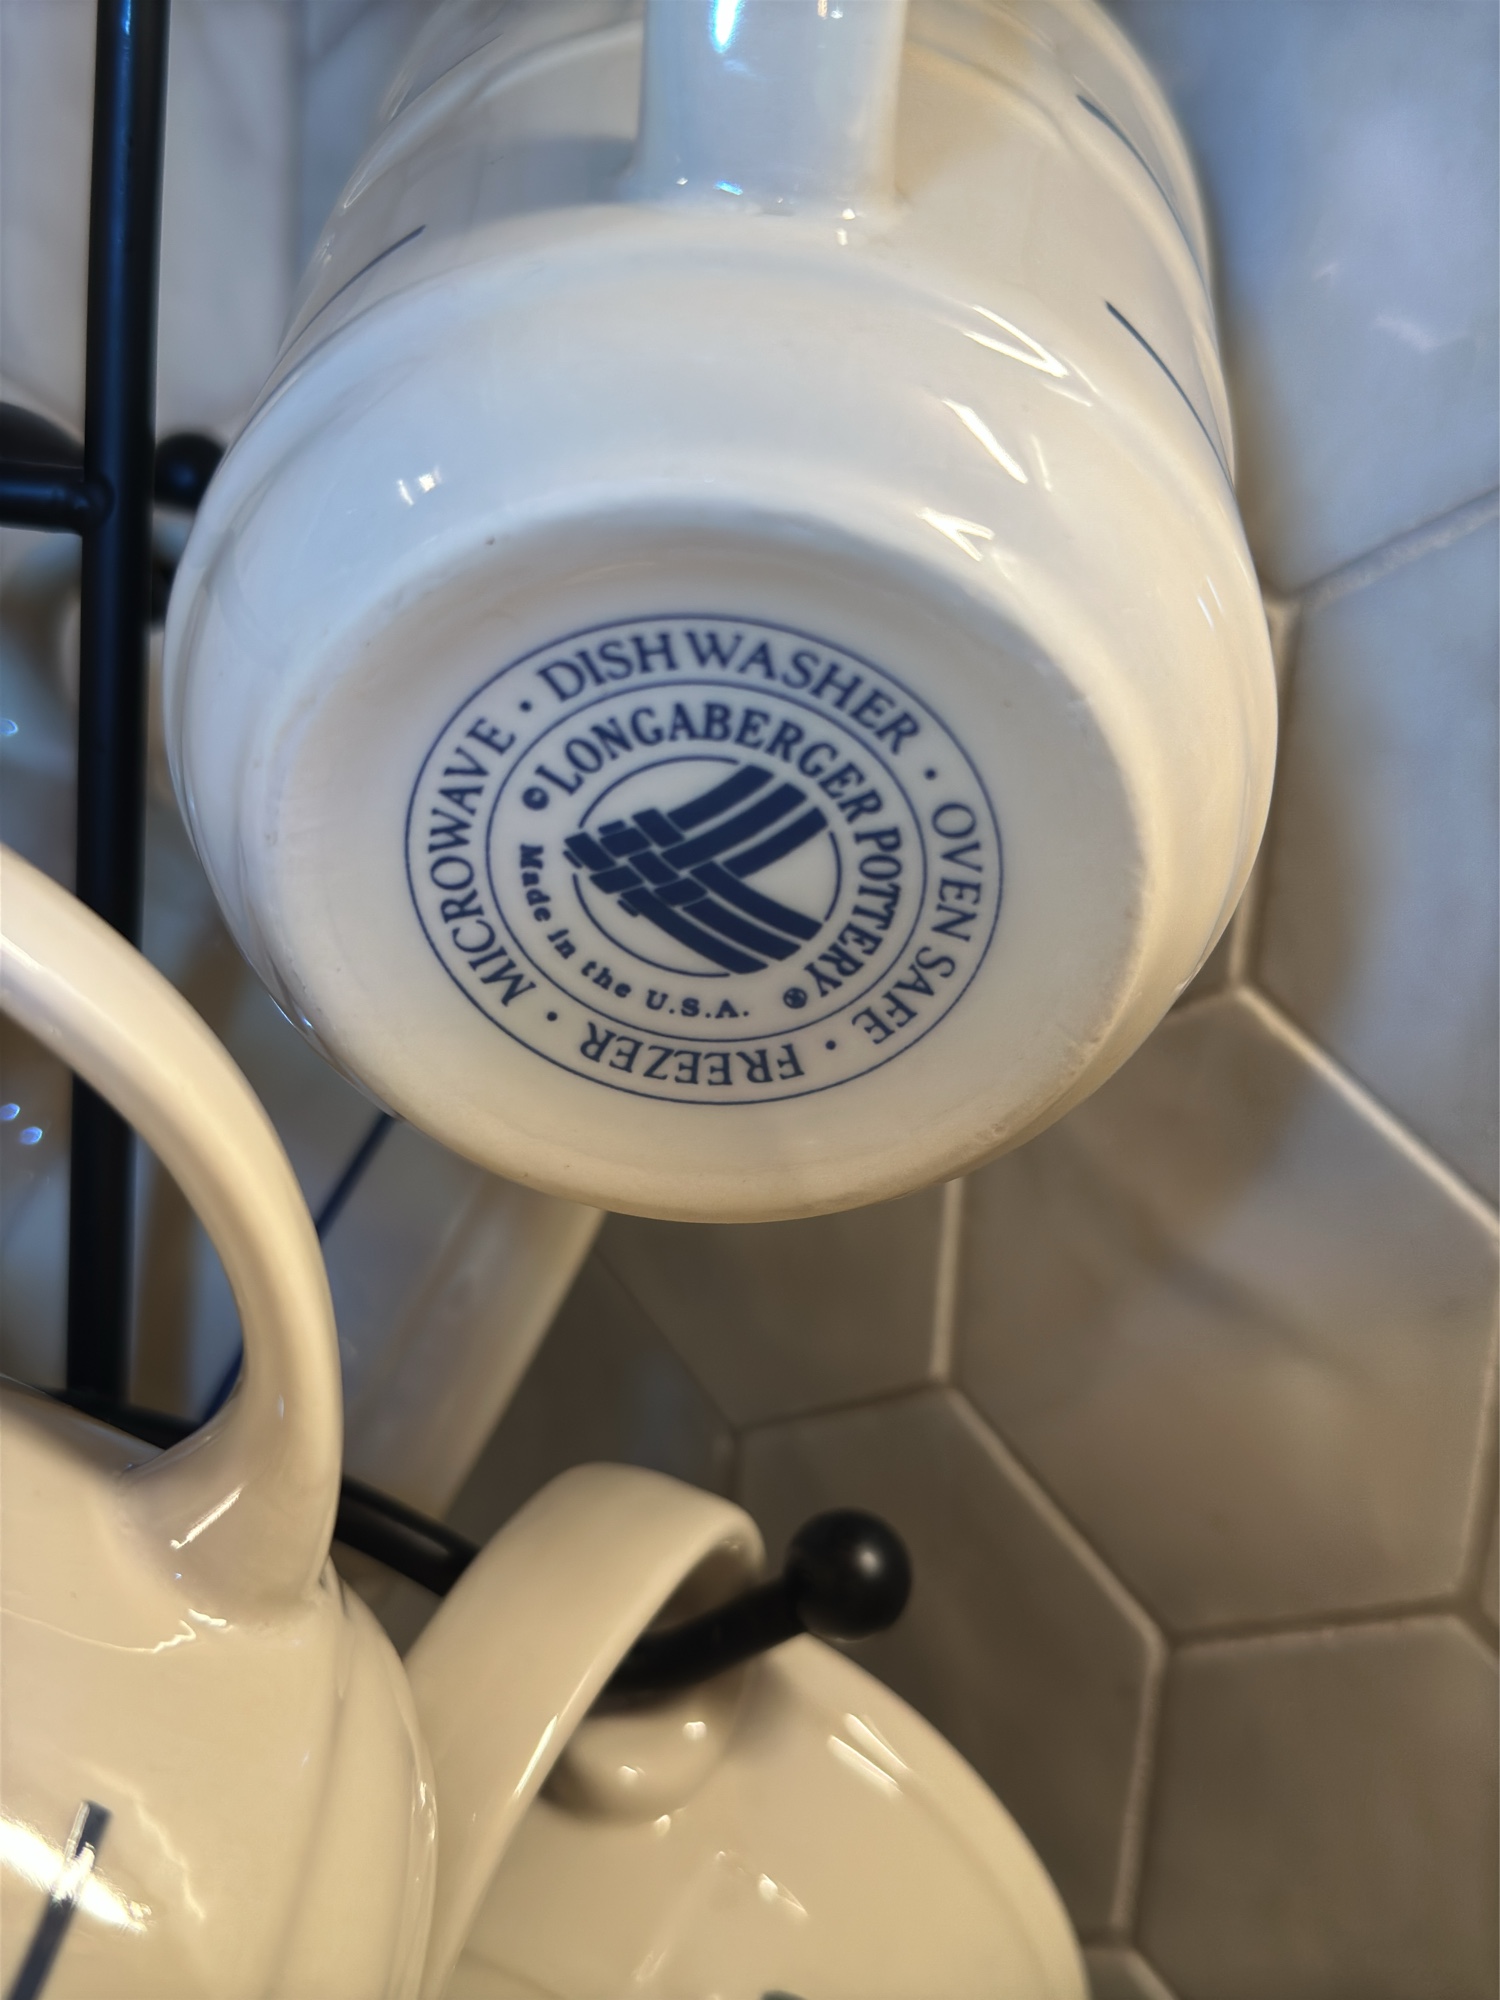 MICROWAVE • DISHWASHER • OVEN SAFE • FREEZER •
© LONGABERGER POTTERY ®
Made in the U.S.A.